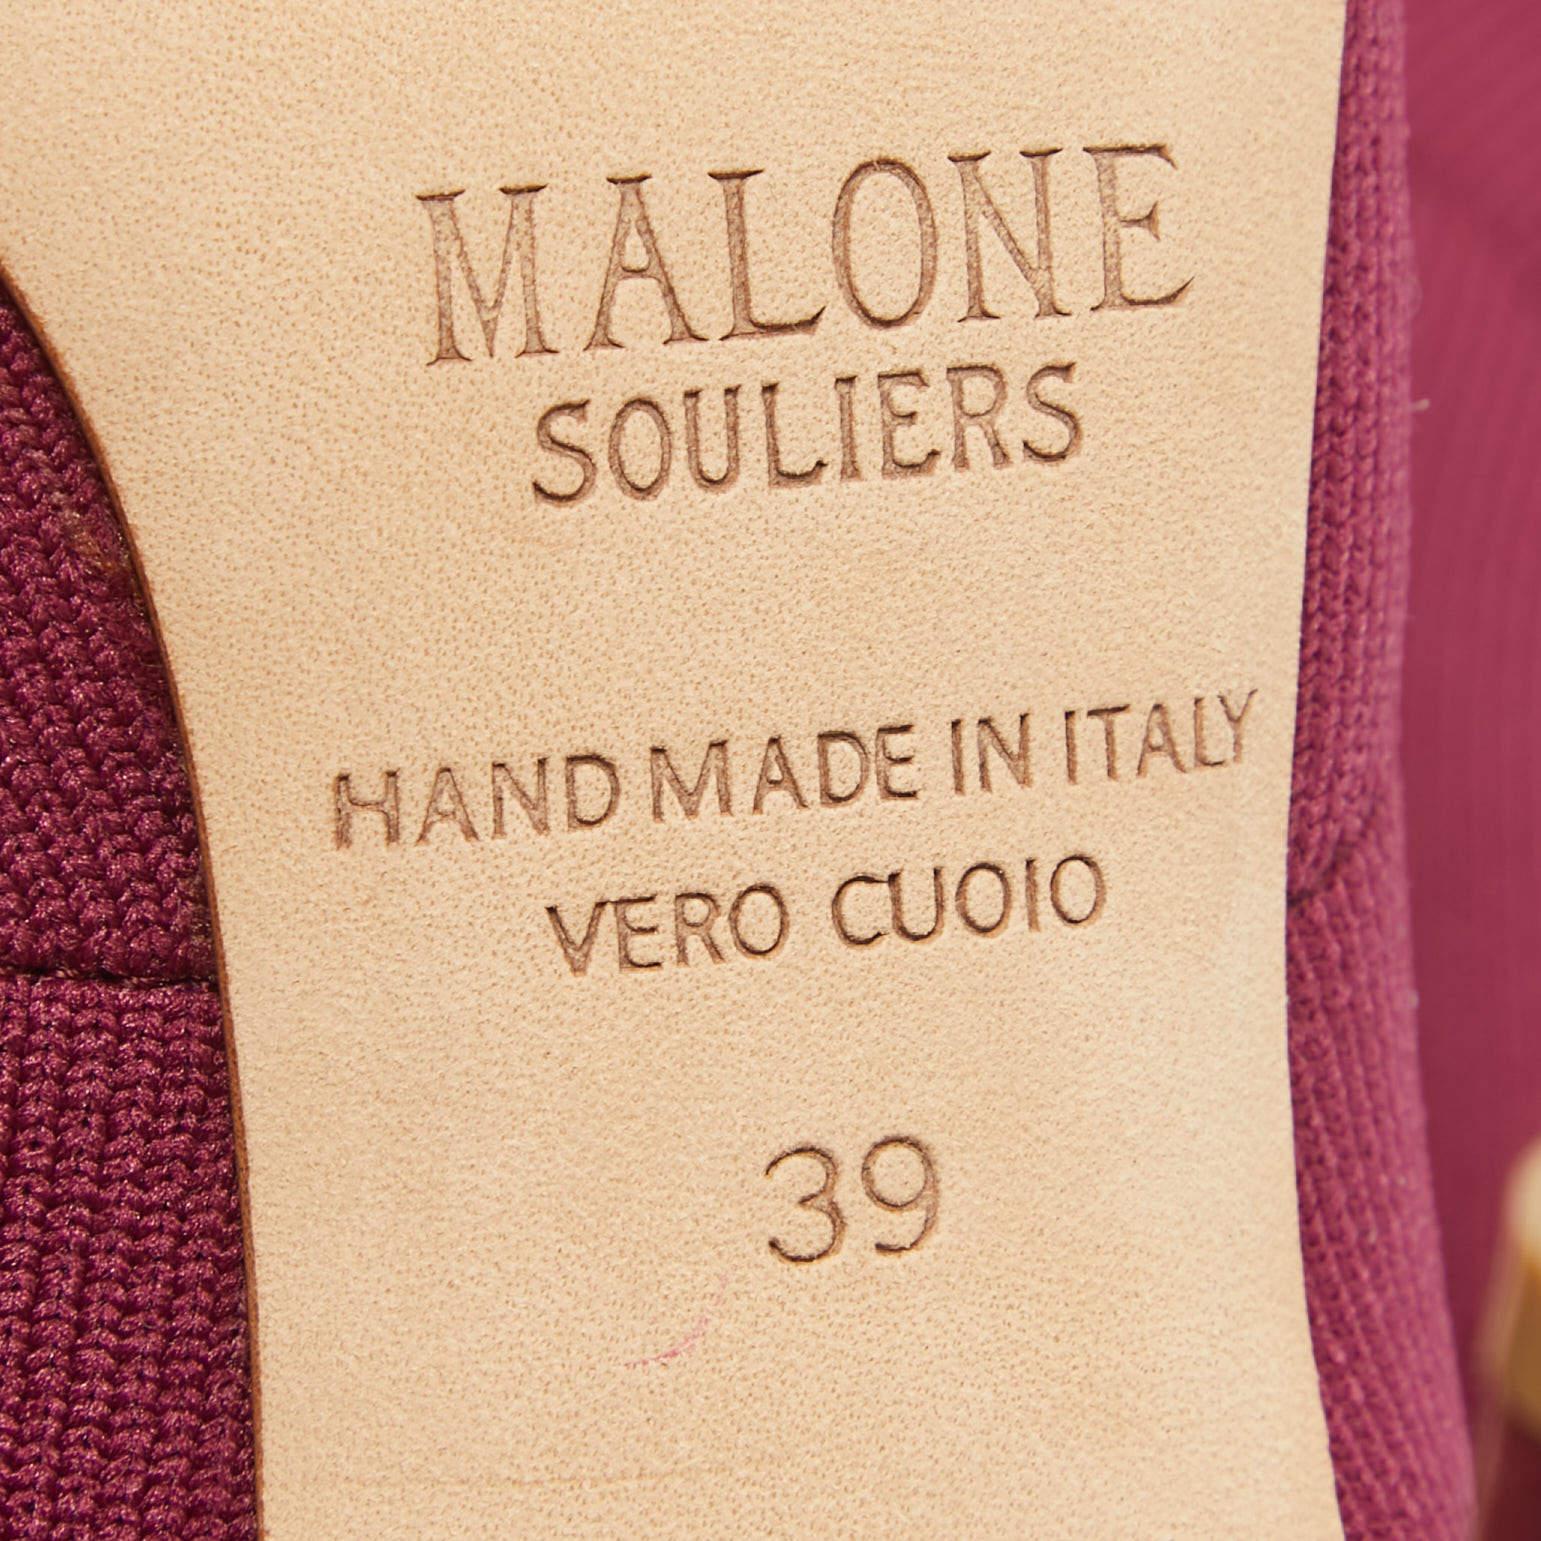 MALONE
SOULIERS
HAND MADE IN ITALY
VERO CUOIO
39